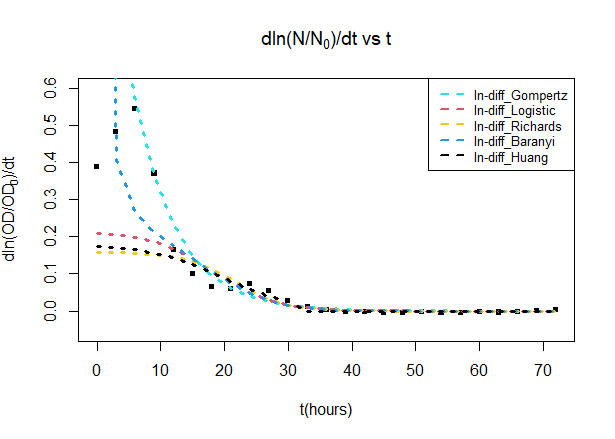 dln(N/N₀)/dt vs t
dln(OD/OD₀)/dt
0.6
0.5
0.4
0.3
0.2
0.1
0.0
ln-diff_Gompertz
ln-diff_Logistic
ln-diff_Richards
ln-diff_Baranyi
ln-diff_Huang
0 10 20 30 40 50 60 70
t(hours)